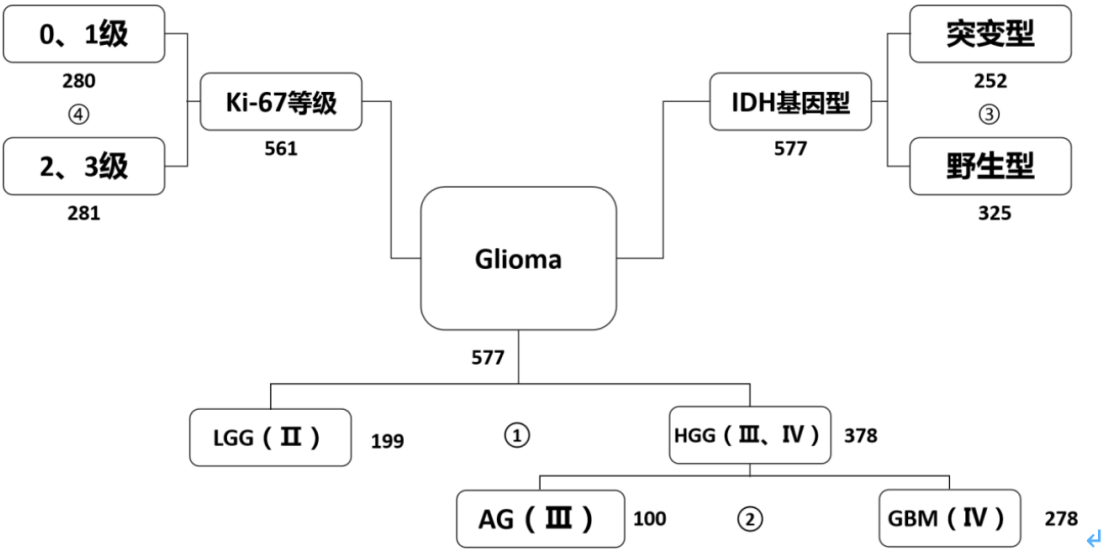 0、1级
280
④
2、3级
281
Ki-67等级
561
IDH基因型
577
突变型
252
③
野生型
325
Glioma
577
LGG（Ⅱ）
199
①
HGG（Ⅲ、Ⅳ）
378
AG（Ⅲ）
100
②
GBM（Ⅳ）
278